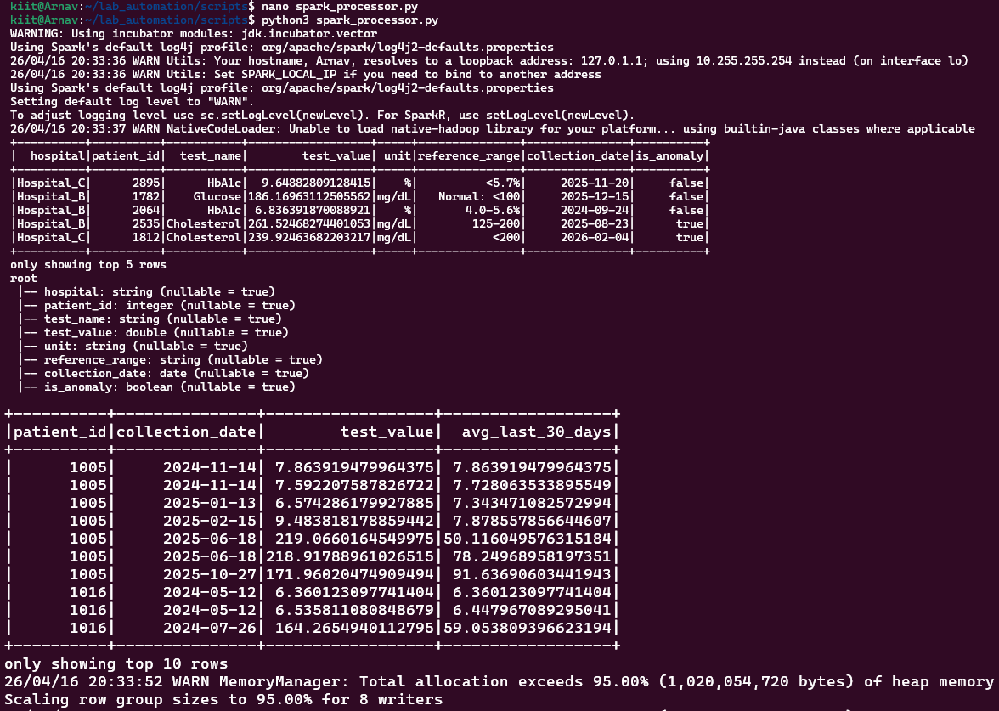 kiit@Arnav:~/lab_automation/scripts$ nano spark_processor.py
kiit@Arnav:~/lab_automation/scripts$ python3 spark_processor.py
WARNING: Using incubator modules: jdk.incubator.vector
Using Spark's default log4j profile: org/apache/spark/log4j2-defaults.properties
26/04/16 20:33:36 WARN Utils: Your hostname, Arnav, resolves to a loopback address: 127.0.1.1; using 10.255.255.254 instead (on interface lo)
26/04/16 20:33:36 WARN Utils: Set SPARK_LOCAL_IP if you need to bind to another address
Using Spark's default log4j profile: org/apache/spark/log4j2-defaults.properties
Setting default log level to "WARN".
To adjust logging level use sc.setLogLevel(newLevel). For SparkR, use setLogLevel(newLevel).
26/04/16 20:33:37 WARN NativeCodeLoader: Unable to load native-hadoop library for your platform... using builtin-java classes where applicable
+----------+----------+-----------+------------------+-----+---------------+---------------+----------+
|  hospital|patient_id|  test_name|        test_value| unit|reference_range|collection_date|is_anomaly|
+----------+----------+-----------+------------------+-----+---------------+---------------+----------+
|Hospital_C|      2895|      HbA1c|  9.64882809128415|    %|          <5.7%|     2025-11-20|     false|
|Hospital_B|      1782|    Glucose|186.16963112505562|mg/dL|   Normal: <100|     2025-12-15|     false|
|Hospital_B|      2064|      HbA1c| 6.836391870088921|    %|       4.0-5.6%|     2024-09-24|     false|
|Hospital_B|      2535|Cholesterol|261.52468274401053|mg/dL|        125-200|     2025-08-23|      true|
|Hospital_C|      1812|Cholesterol|239.92463682203217|mg/dL|           <200|     2026-02-04|      true|
+----------+----------+-----------+------------------+-----+---------------+---------------+----------+
only showing top 5 rows
root
 |-- hospital: string (nullable = true)
 |-- patient_id: integer (nullable = true)
 |-- test_name: string (nullable = true)
 |-- test_value: double (nullable = true)
 |-- unit: string (nullable = true)
 |-- reference_range: string (nullable = true)
 |-- collection_date: date (nullable = true)
 |-- is_anomaly: boolean (nullable = true)
+----------+---------------+------------------+------------------+
|patient_id|collection_date|        test_value|  avg_last_30_days|
+----------+---------------+------------------+------------------+
|      1005|     2024-11-14| 7.863919479964375| 7.863919479964375|
|      1005|     2024-11-14| 7.592207587826722| 7.728063533895549|
|      1005|     2025-01-13| 6.574286179927885| 7.343471082572994|
|      1005|     2025-02-15| 9.483818178859442| 7.878557856644607|
|      1005|     2025-06-18| 219.0660164549975|50.116049576315184|
|      1005|     2025-06-18|218.91788961026515| 78.24968958197351|
|      1005|     2025-10-27|171.96020474909494| 91.63690603441943|
|      1016|     2024-05-12| 6.360123097741404| 6.360123097741404|
|      1016|     2024-05-12| 6.535811080848679| 6.447967089295041|
|      1016|     2024-07-26| 164.2654940112795|59.053809396623194|
+----------+---------------+------------------+------------------+
only showing top 10 rows
26/04/16 20:33:52 WARN MemoryManager: Total allocation exceeds 95.00% (1,020,054,720 bytes) of heap memory
Scaling row group sizes to 95.00% for 8 writers